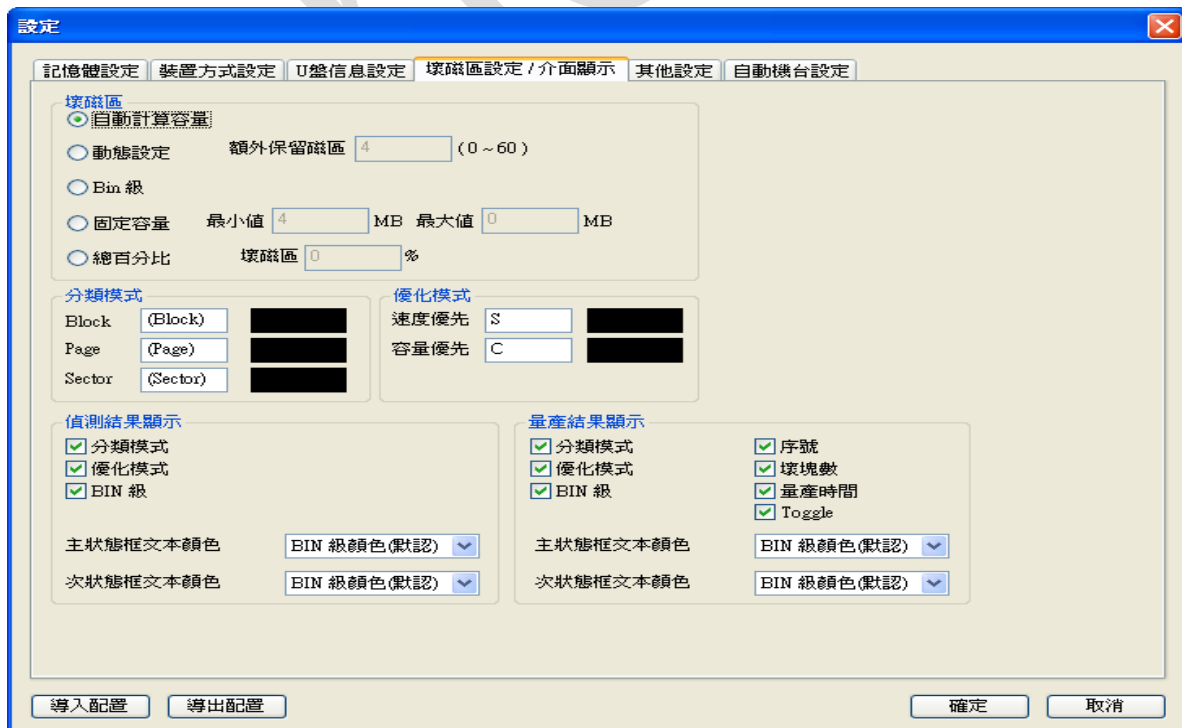 設定
記憶體設定 裝置方式設定 U盤信息設定 壞磁區設定 / 介面顯示 其他設定 自動機台設定
壞磁區
自動計算容量
動態設定 額外保留磁區 4 ( 0 ~ 60 )
Bin 級
固定容量 最小值 4 MB 最大值 0 MB
總百分比 壞磁區 0 %
分類模式
Block (Block)
Page (Page)
Sector (Sector)
優化模式
速度優先 S
容量優先 C
偵測結果顯示
分類模式
優化模式
BIN 級
主狀態框文本顏色 BIN 級顏色(默認)
次狀態框文本顏色 BIN 級顏色(默認)
量產結果顯示
分類模式 序號
優化模式 壞塊數
BIN 級 量產時間
Toggle
主狀態框文本顏色 BIN 級顏色(默認)
次狀態框文本顏色 BIN 級顏色(默認)
導入配置 導出配置 確定 取消